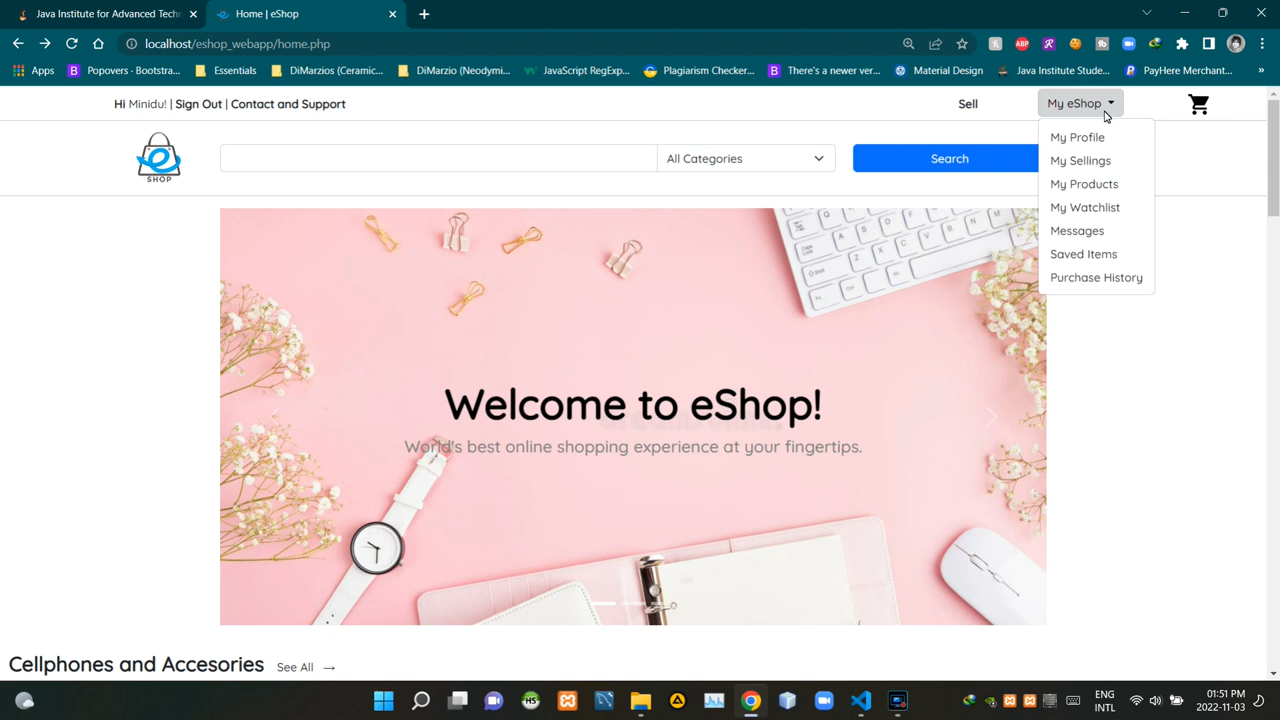 Java Institute for Advanced Techr
Home | eShop
localhost/eshop_webapp/home.php
Apps
Popovers · Bootstra...
Essentials
DiMarzios (Ceramic...
DiMarzio (Neodymi...
JavaScript RegExp...
Plagiarism Checker...
There's a newer ver...
Material Design
Java Institute Stude...
PayHere Merchant...
»
Hi Minidu! | Sign Out | Contact and Support
Sell
My eShop
SHOP
All Categories
Search
My Profile
My Sellings
My Products
My Watchlist
Messages
Saved Items
Purchase History
Welcome to eShop!
World's best online shopping experience at your fingertips.
Cellphones and Accesories
See All →
ENG
INTL
01:51 PM
2022-11-03